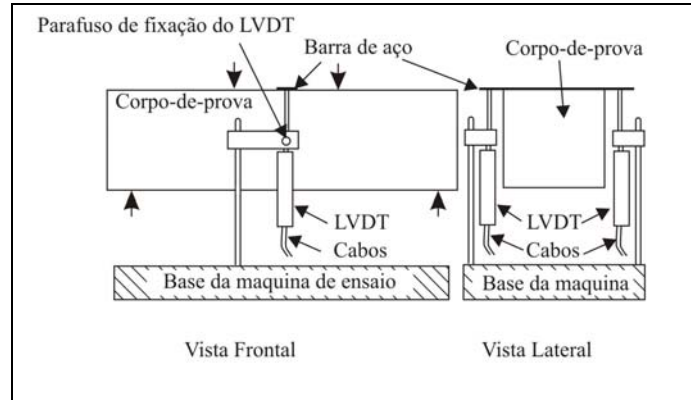 Parafuso de fixação do LVDT
Barra de aço
Corpo-de-prova
Corpo-de-prova
LVDT
Cabos
LVDT
Cabos
Base da maquina de ensaio
Base da maquina
Vista Frontal
Vista Lateral